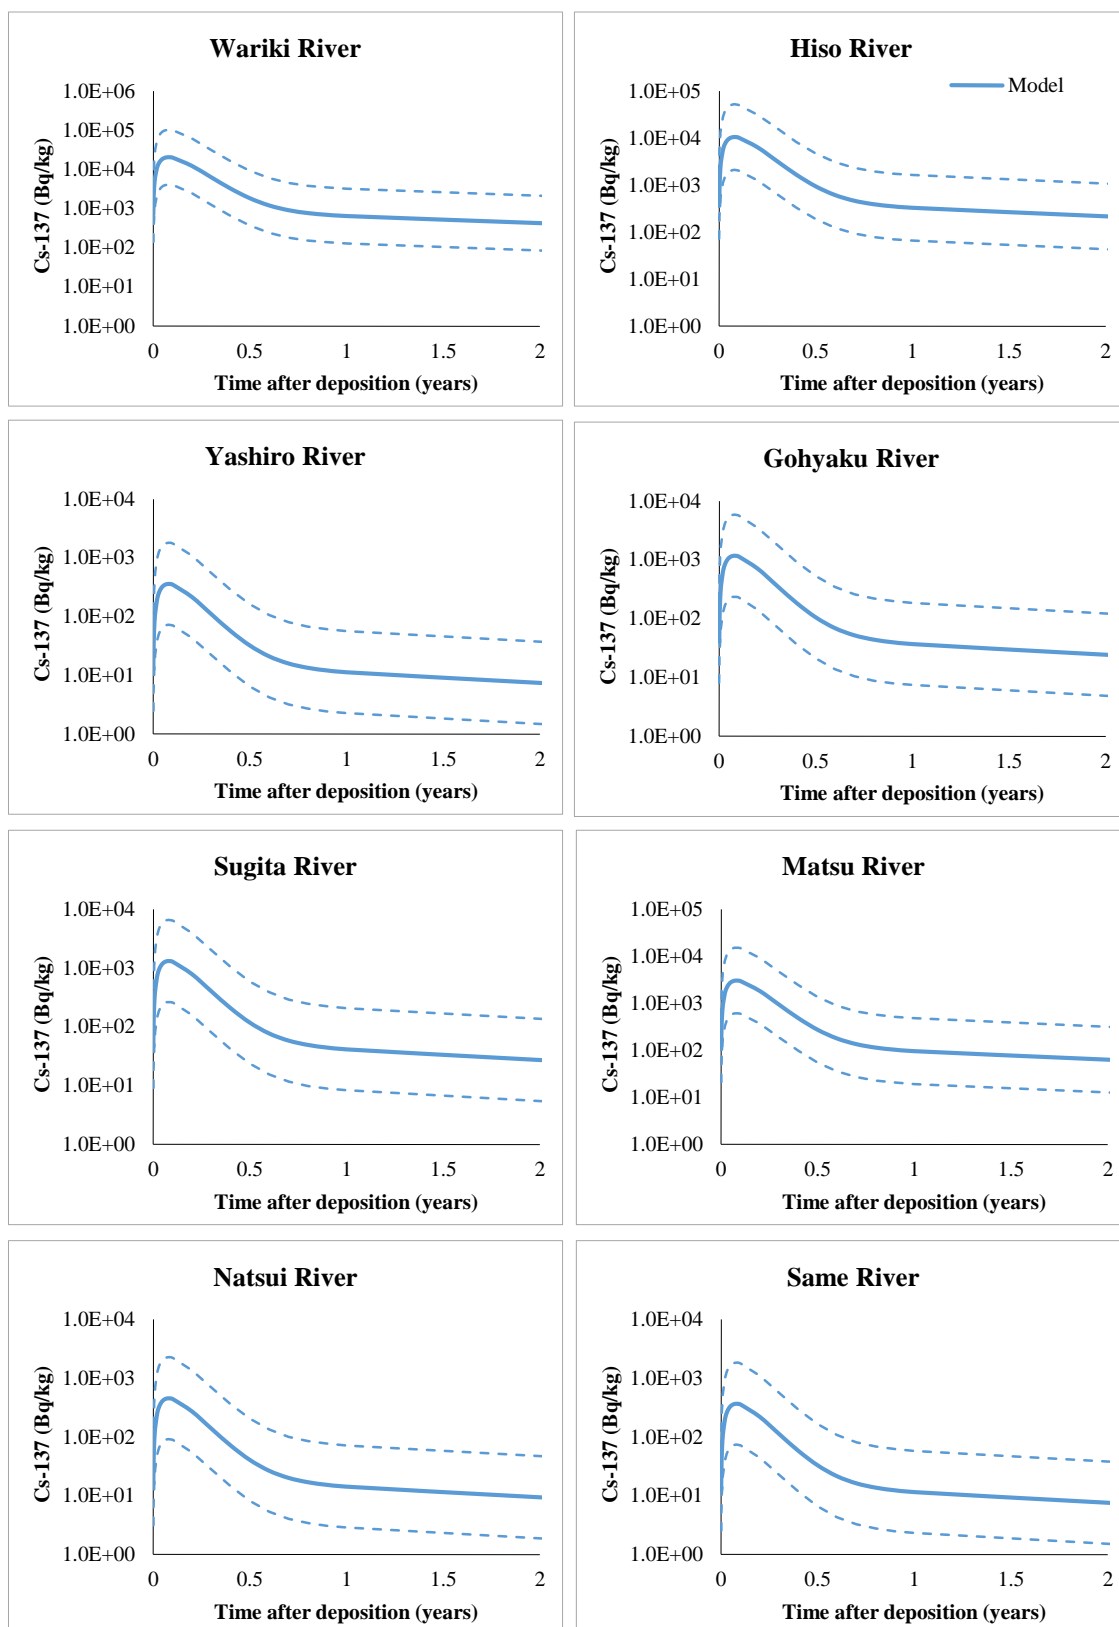 Wariki River
Cs-137 (Bq/kg)
1.0E+06
1.0E+05
1.0E+04
1.0E+03
1.0E+02
1.0E+01
1.0E+00
0 0.5 1 1.5 2
Time after deposition (years)
Hiso River
Model
Cs-137 (Bq/kg)
1.0E+05
1.0E+04
1.0E+03
1.0E+02
1.0E+01
1.0E+00
0 0.5 1 1.5 2
Time after deposition (years)
Yashiro River
Cs-137 (Bq/kg)
1.0E+04
1.0E+03
1.0E+02
1.0E+01
1.0E+00
0 0.5 1 1.5 2
Time after deposition (years)
Gohyaku River
Cs-137 (Bq/kg)
1.0E+04
1.0E+03
1.0E+02
1.0E+01
1.0E+00
0 0.5 1 1.5 2
Time after deposition (years)
Sugita River
Cs-137 (Bq/kg)
1.0E+04
1.0E+03
1.0E+02
1.0E+01
1.0E+00
0 0.5 1 1.5 2
Time after deposition (years)
Matsu River
Cs-137 (Bq/kg)
1.0E+05
1.0E+04
1.0E+03
1.0E+02
1.0E+01
1.0E+00
0 0.5 1 1.5 2
Time after deposition (years)
Natsui River
Cs-137 (Bq/kg)
1.0E+04
1.0E+03
1.0E+02
1.0E+01
1.0E+00
0 0.5 1 1.5 2
Time after deposition (years)
Same River
Cs-137 (Bq/kg)
1.0E+04
1.0E+03
1.0E+02
1.0E+01
1.0E+00
0 0.5 1 1.5 2
Time after deposition (years)